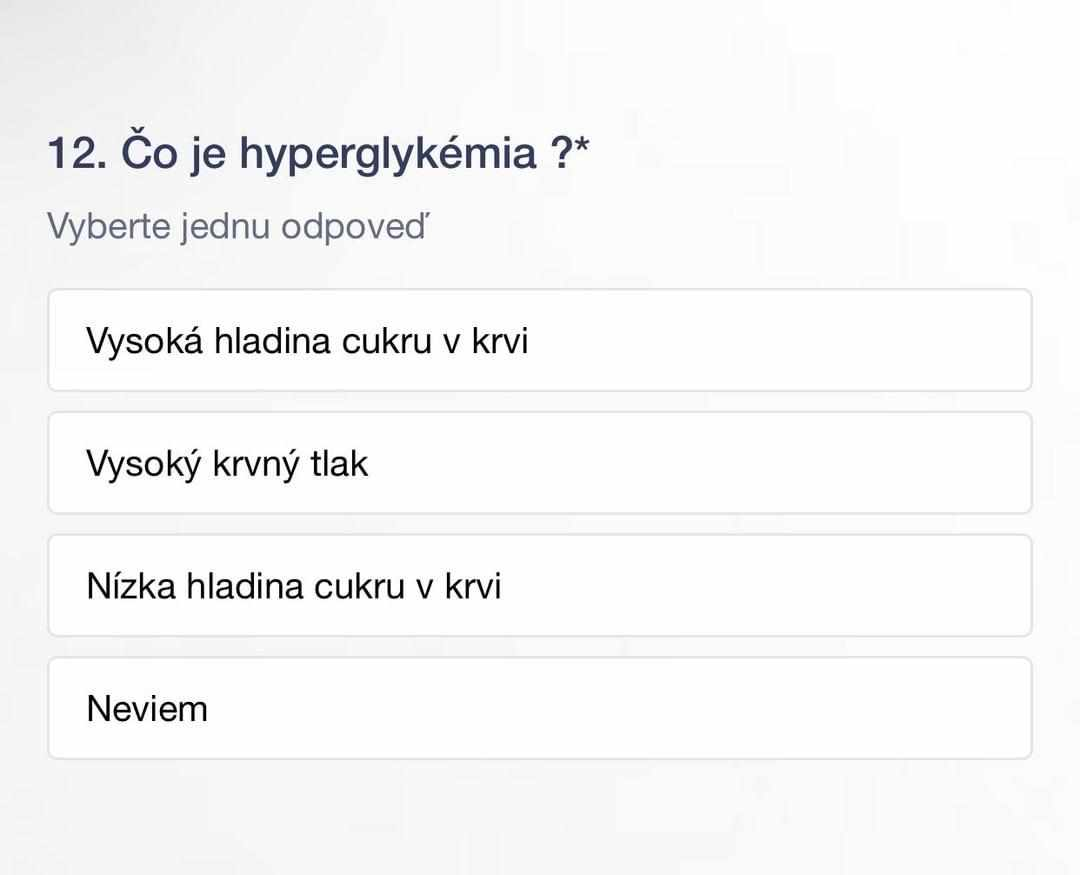 12. Čo je hyperglykémia ?*
Vyberte jednu odpoveď
Vysoká hladina cukru v krvi
Vysoký krvný tlak
Nízka hladina cukru v krvi
Neviem